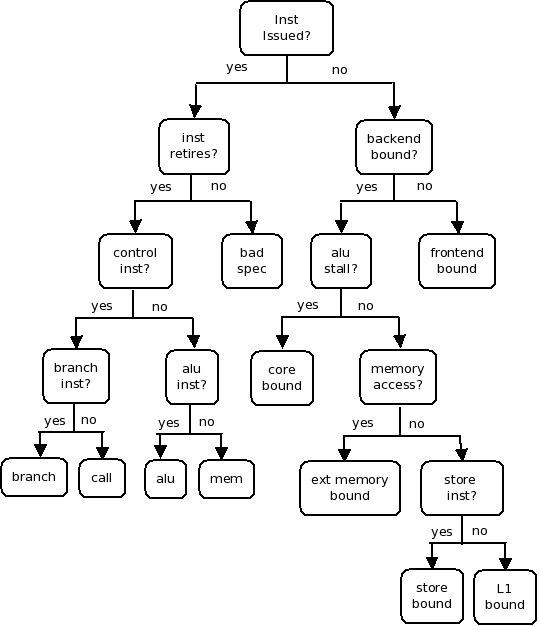 Inst
Issued?
yes
no
inst
retires?
backend
bound?
yes
no
yes
no
control
inst?
bad
spec
alu
stall?
frontend
bound
yes
no
yes
no
branch
inst?
alu
inst?
core
bound
memory
access?
yes
no
yes
no
yes
no
branch
call
alu
mem
ext memory
bound
store
inst?
yes
no
store
bound
L1
bound